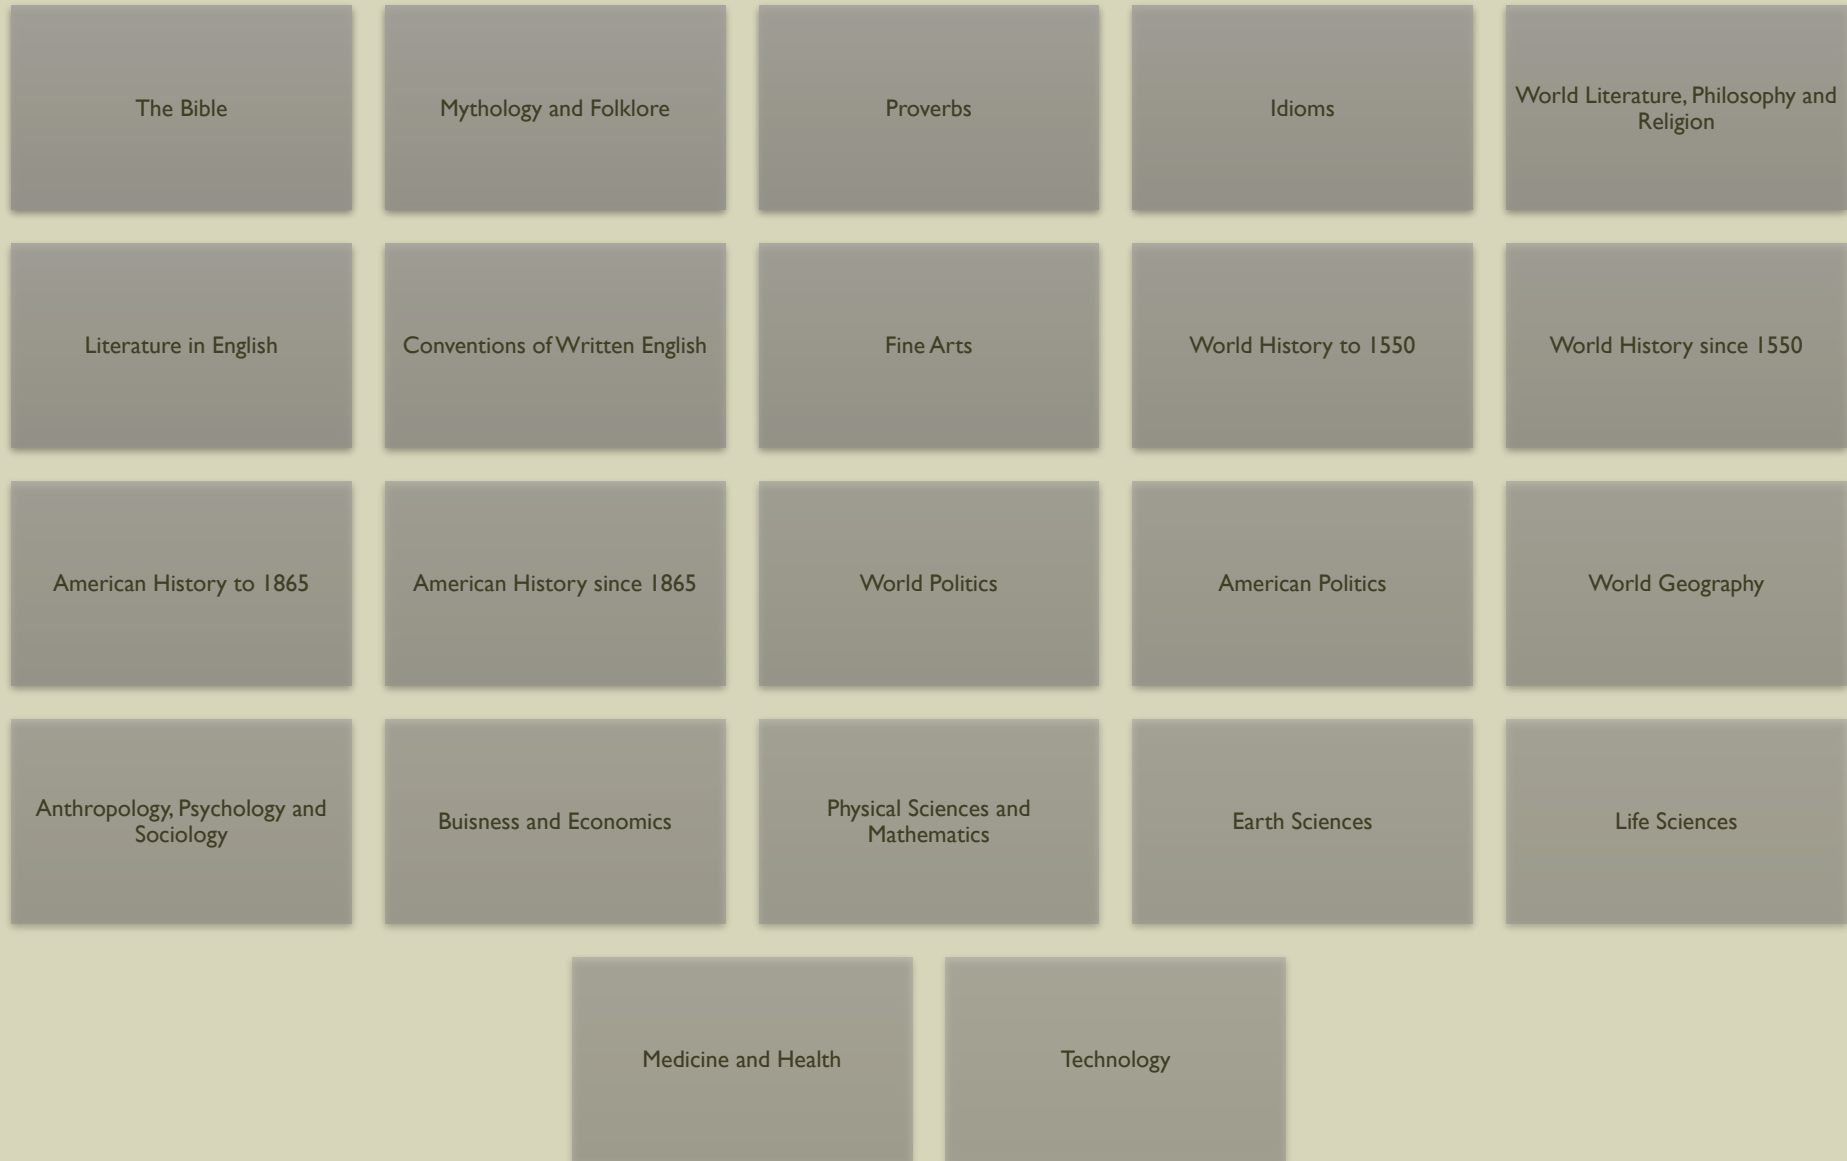 The Bible
Mythology and Folklore
Proverbs
Idioms
World Literature, Philosophy and
Religion
Literature in English
Conventions of Written English
Fine Arts
World History to 1550
World History since 1550
American History to 1865
American History since 1865
World Politics
American Politics
World Geography
Anthropology, Psychology and
Sociology
Buisness and Economics
Physical Sciences and
Mathematics
Earth Sciences
Life Sciences
Medicine and Health
Technology